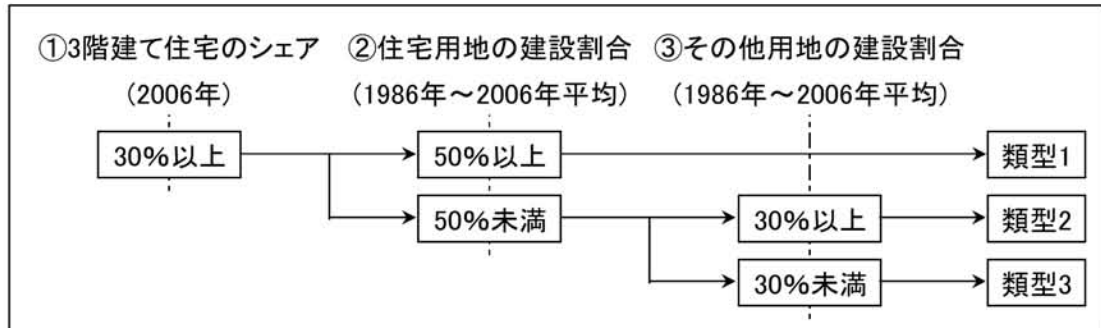 ①3階建て住宅のシェア ②住宅用地の建設割合 ③その他用地の建設割合
(2006年) (1986年～2006年平均) (1986年～2006年平均)
30%以上 50%以上 類型1
50%未満 30%以上 類型2
30%未満 類型3